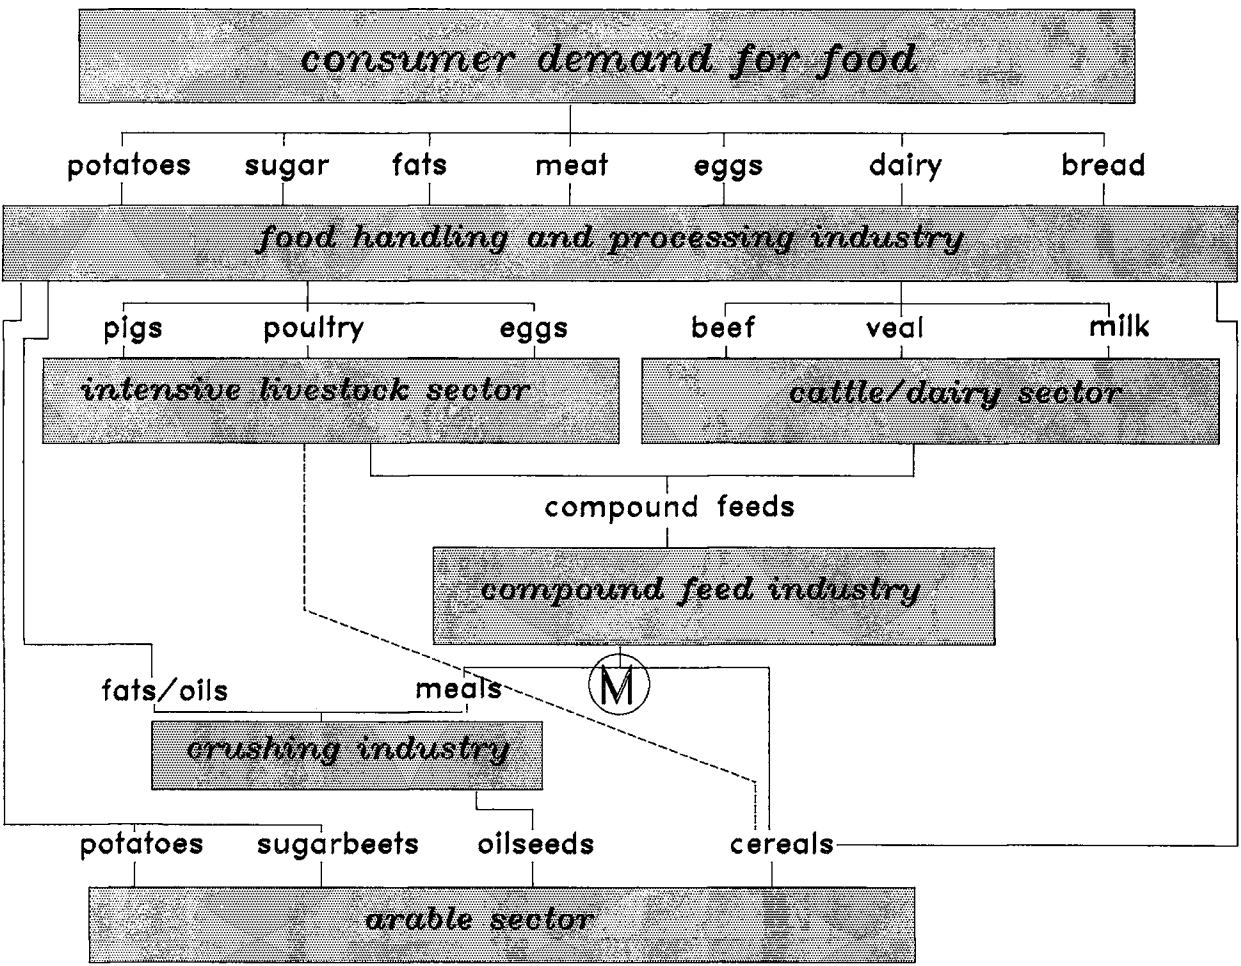 consumer demand for food
potatoes sugar fats meat eggs dairy bread
food handling and processing industry
pigs poultry eggs beef veal milk
intensive livestock sector cattle/dairy sector
compound feeds
compound feed industry
M
fats/oils meals
crushing industry
potatoes sugarbeets oilseeds cereals
arable sector